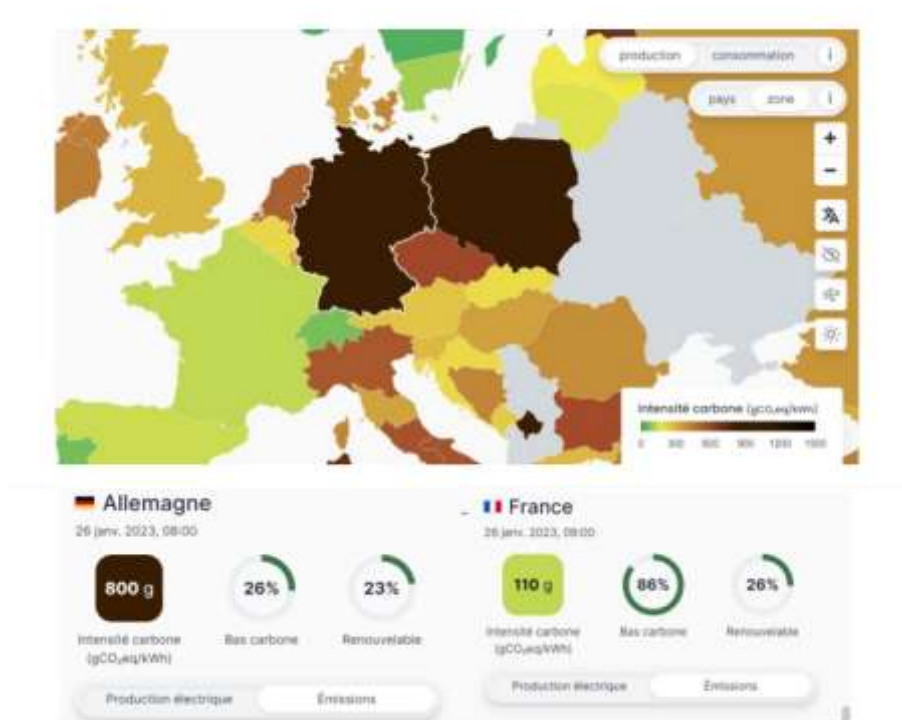 production consommation i
pays zone i
+
−
Intensité carbone (gCO₂eq/kWh)
0 300 600 900 1200 1500
Allemagne
26 janv. 2023, 08:00
800 g
26%
23%
Intensité carbone
(gCO₂eq/kWh)
Bas carbone
Renouvelable
Production électrique
Émissions
France
26 janv. 2023, 08:00
110 g
86%
26%
Intensité carbone
(gCO₂eq/kWh)
Bas carbone
Renouvelable
Production électrique
Émissions